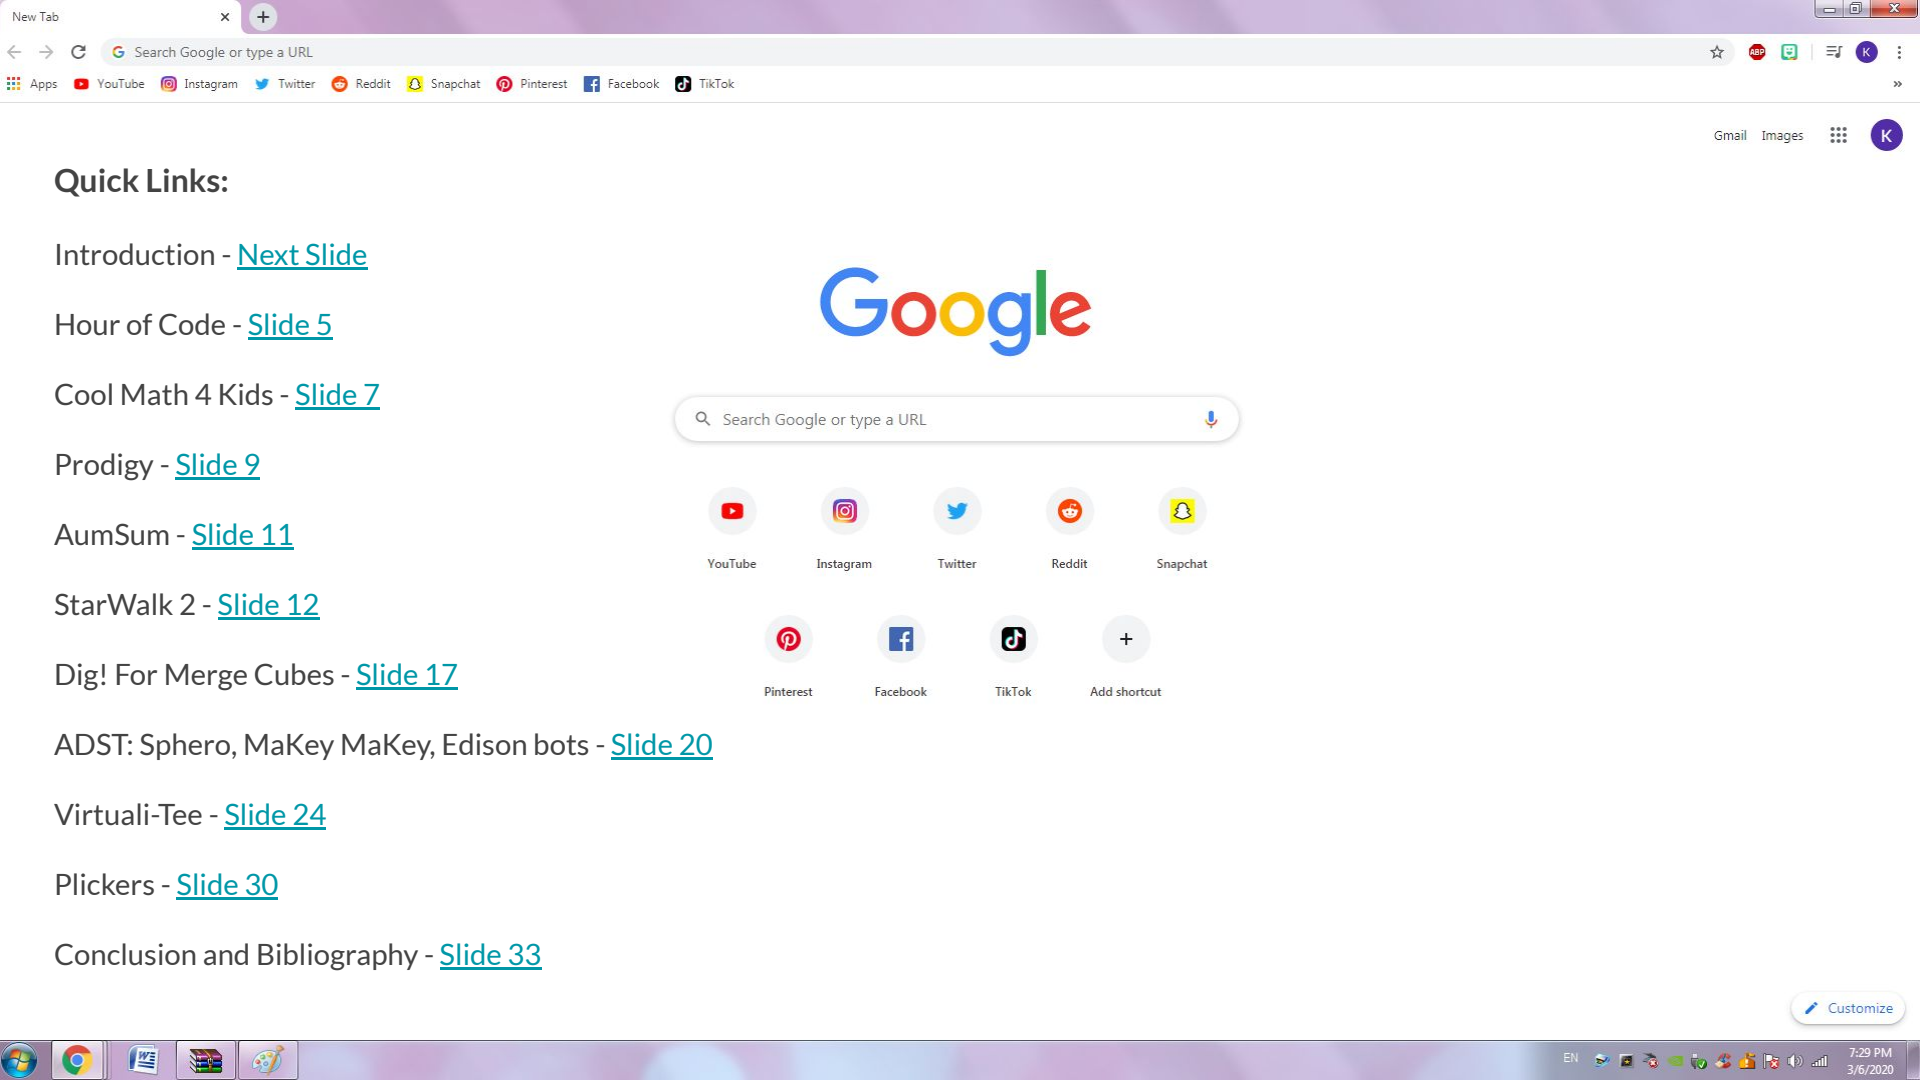 New Tab
Search Google or type a URL
Apps YouTube Instagram Twitter Reddit Snapchat Pinterest Facebook TikTok
Gmail Images K
Quick Links:
Introduction - Next Slide
Hour of Code - Slide 5
Cool Math 4 Kids - Slide 7
Prodigy - Slide 9
AumSum - Slide 11
StarWalk 2 - Slide 12
Dig! For Merge Cubes - Slide 17
ADST: Sphero, MaKey MaKey, Edison bots - Slide 20
Virtuali-Tee - Slide 24
Plickers - Slide 30
Conclusion and Bibliography - Slide 33
Google
Search Google or type a URL
YouTube Instagram Twitter Reddit Snapchat
Pinterest Facebook TikTok Add shortcut
Customize
EN
7:29 PM
3/6/2020
ABP
K